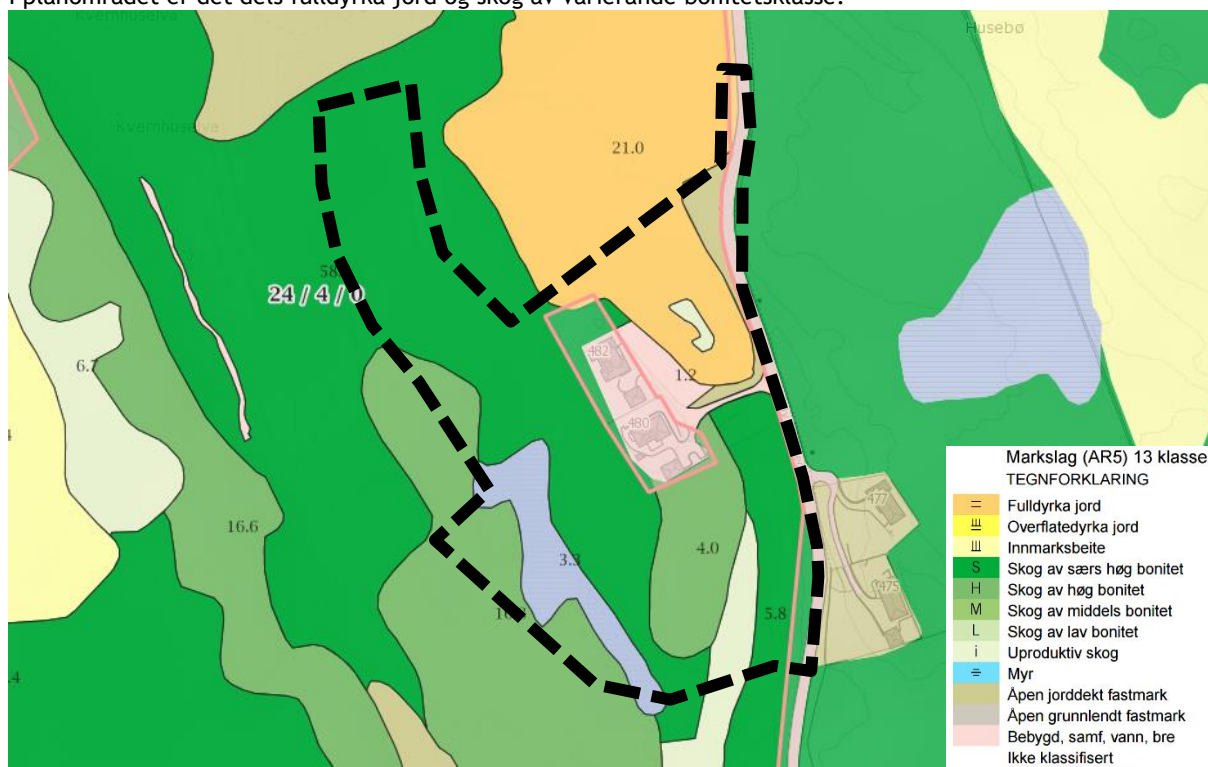 I planområdet er det dels fulldyrka jord og skog av varierande bonitetsklasse.
Husebø
Kvernhuselva
21.0
24 / 4 / 0
6.7
482
1.2
480
16.6
477
4.0
3.3
475
5.8
Markslag (AR5) 13 klasse
TEGNFORKLARING
Fulldyrka jord
Overflatedyrka jord
Innmarksbeite
S Skog av særs høg bonitet
H Skog av høg bonitet
M Skog av middels bonitet
L Skog av lav bonitet
i Uproduktiv skog
Myr
Åpen jorddekt fastmark
Åpen grunnlendt fastmark
Bebygd, samf, vann, bre
Ikke klassifisert